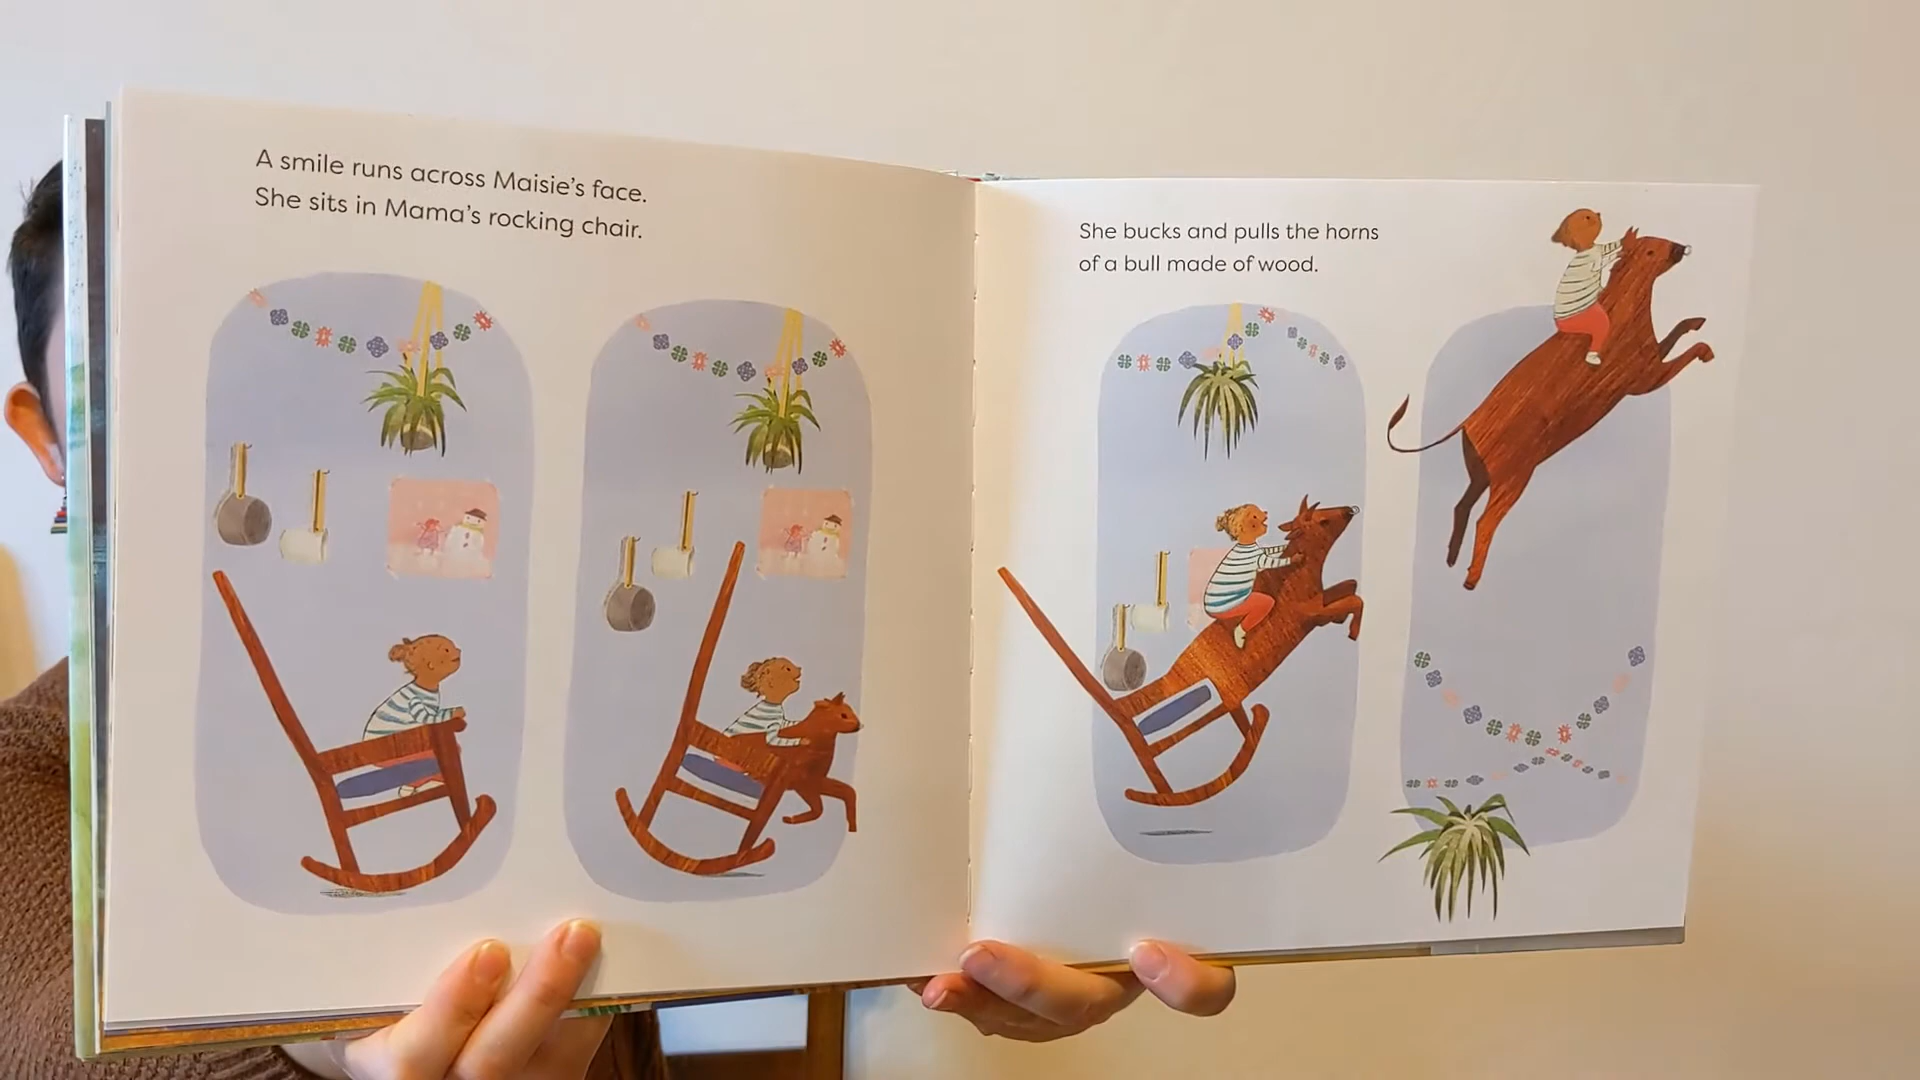 A smile runs across Maisie's face.
She sits in Mama's rocking chair.
She bucks and pulls the horns
of a bull made of wood.